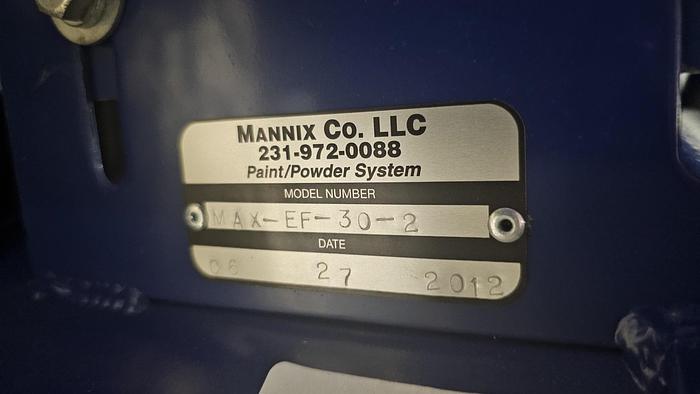 MANNIX CO. LLC
231-972-0088
Paint/Powder System
MODEL NUMBER
MAX-EF-30-2
DATE
06 27 2012